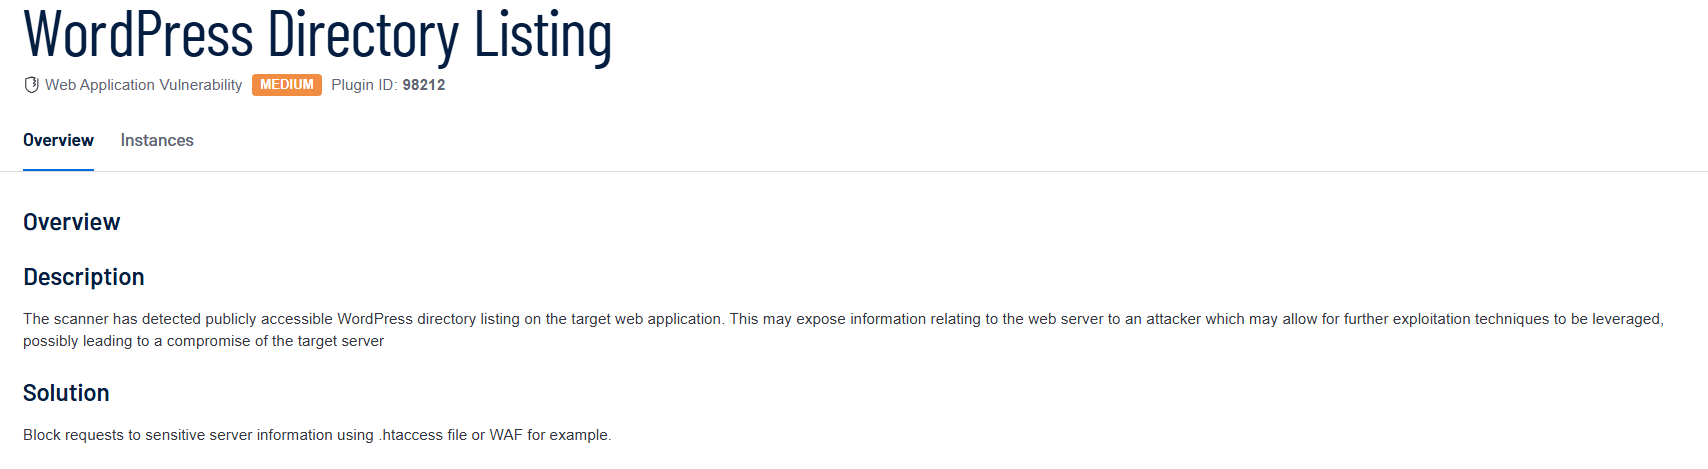 WordPress Directory Listing
Web Application Vulnerability MEDIUM Plugin ID: 98212
Overview Instances
Overview
Description
The scanner has detected publicly accessible WordPress directory listing on the target web application. This may expose information relating to the web server to an attacker which may allow for further exploitation techniques to be leveraged,
possibly leading to a compromise of the target server
Solution
Block requests to sensitive server information using .htaccess file or WAF for example.